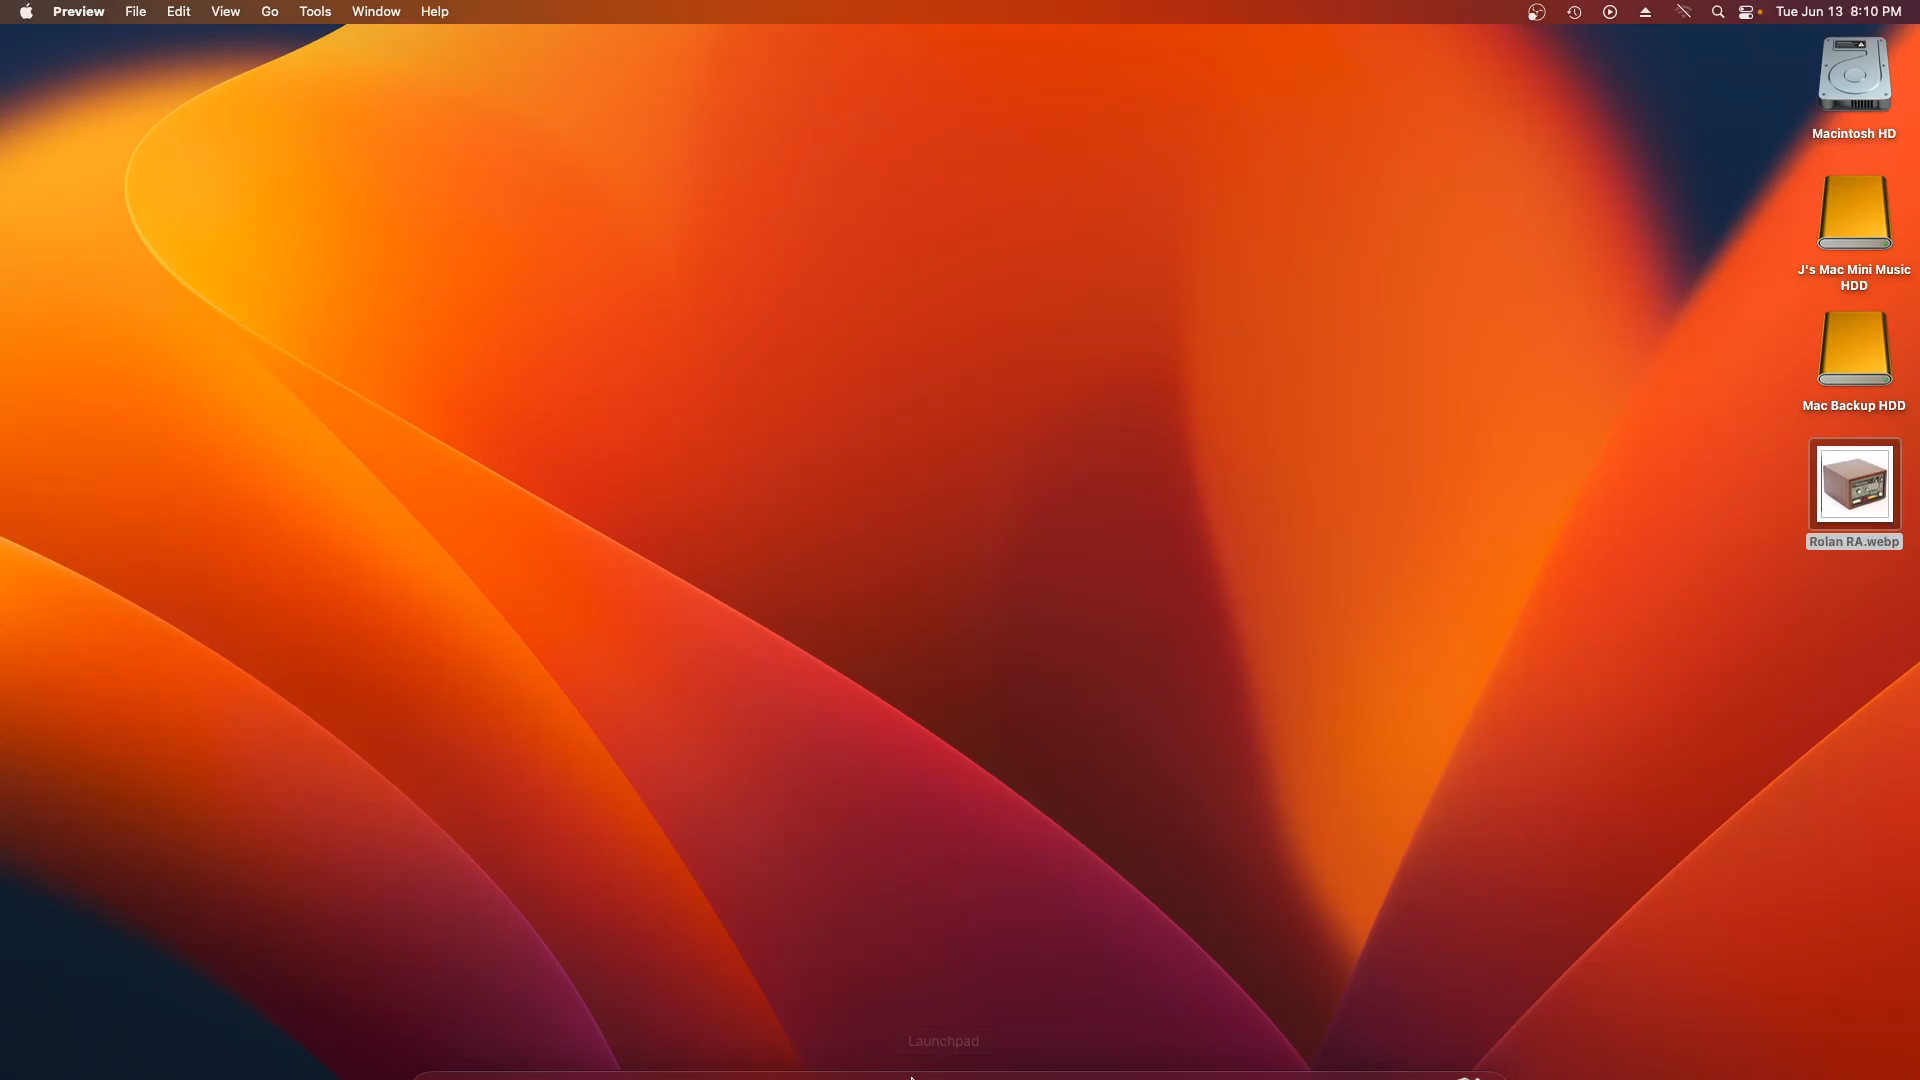 Preview File Edit View Go Tools Window Help
Tue Jun 13 8:10 PM
Macintosh HD
J's Mac Mini Music
HDD
Mac Backup HDD
Rolan RA.webp
Launchpad